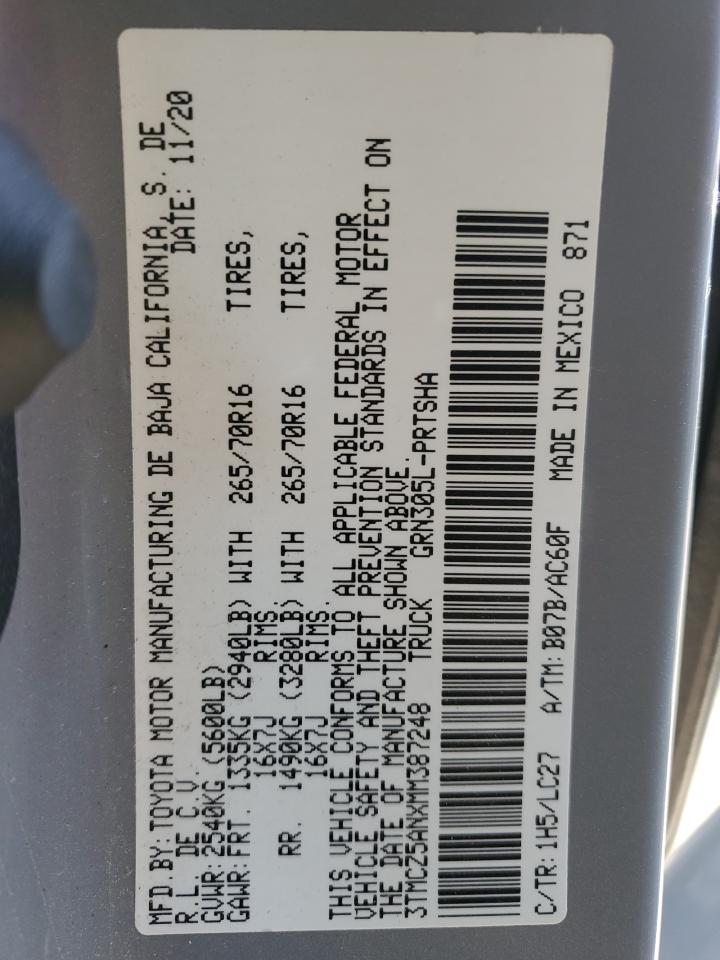 MFD.BY:TOYOTA MOTOR MANUFACTURING DE BAJA CALIFORNIA, S. DE
R.L. DE C.V. DATE: 11/20
GVWR:2540KG (5600LB)
GAWR:FRT. 1335KG (2940LB) WITH 265/70R16 TIRES,
16X7J RIMS.
RR. 1490KG (3280LB) WITH 265/70R16 TIRES,
16X7J RIMS.
THIS VEHICLE CONFORMS TO ALL APPLICABLE FEDERAL MOTOR
VEHICLE SAFETY AND THEFT PREVENTION STANDARDS IN EFFECT ON
THE DATE OF MANUFACTURE SHOWN ABOVE.
3TMCZ5ANXMM387248 TRUCK GRN305L-PRTSHA
C/TR:1H5/LC27 A/TM:B07B/AC60F MADE IN MEXICO 871